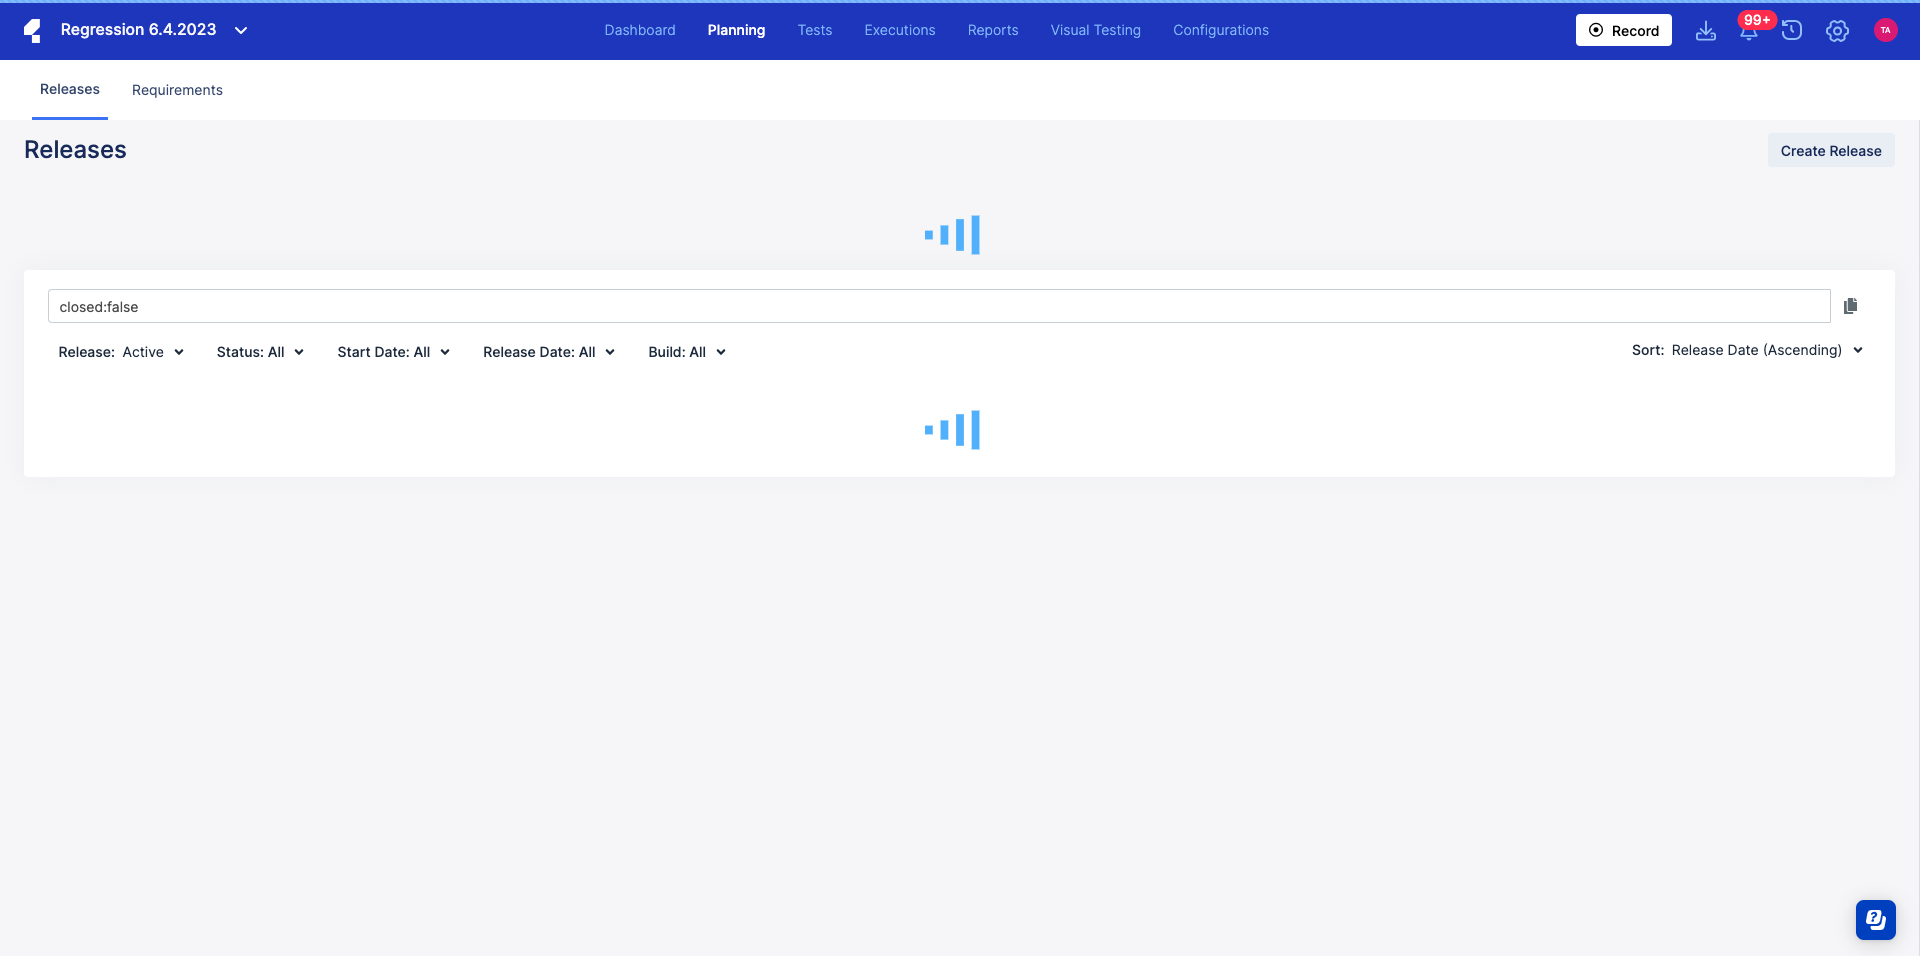 Regression 6.4.2023
Dashboard Planning Tests Executions Reports Visual Testing Configurations
Record 99+ TA
Releases Requirements
Releases
Create Release
closed:false
Release: Active Status: All Start Date: All Release Date: All Build: All
Sort: Release Date (Ascending)
?